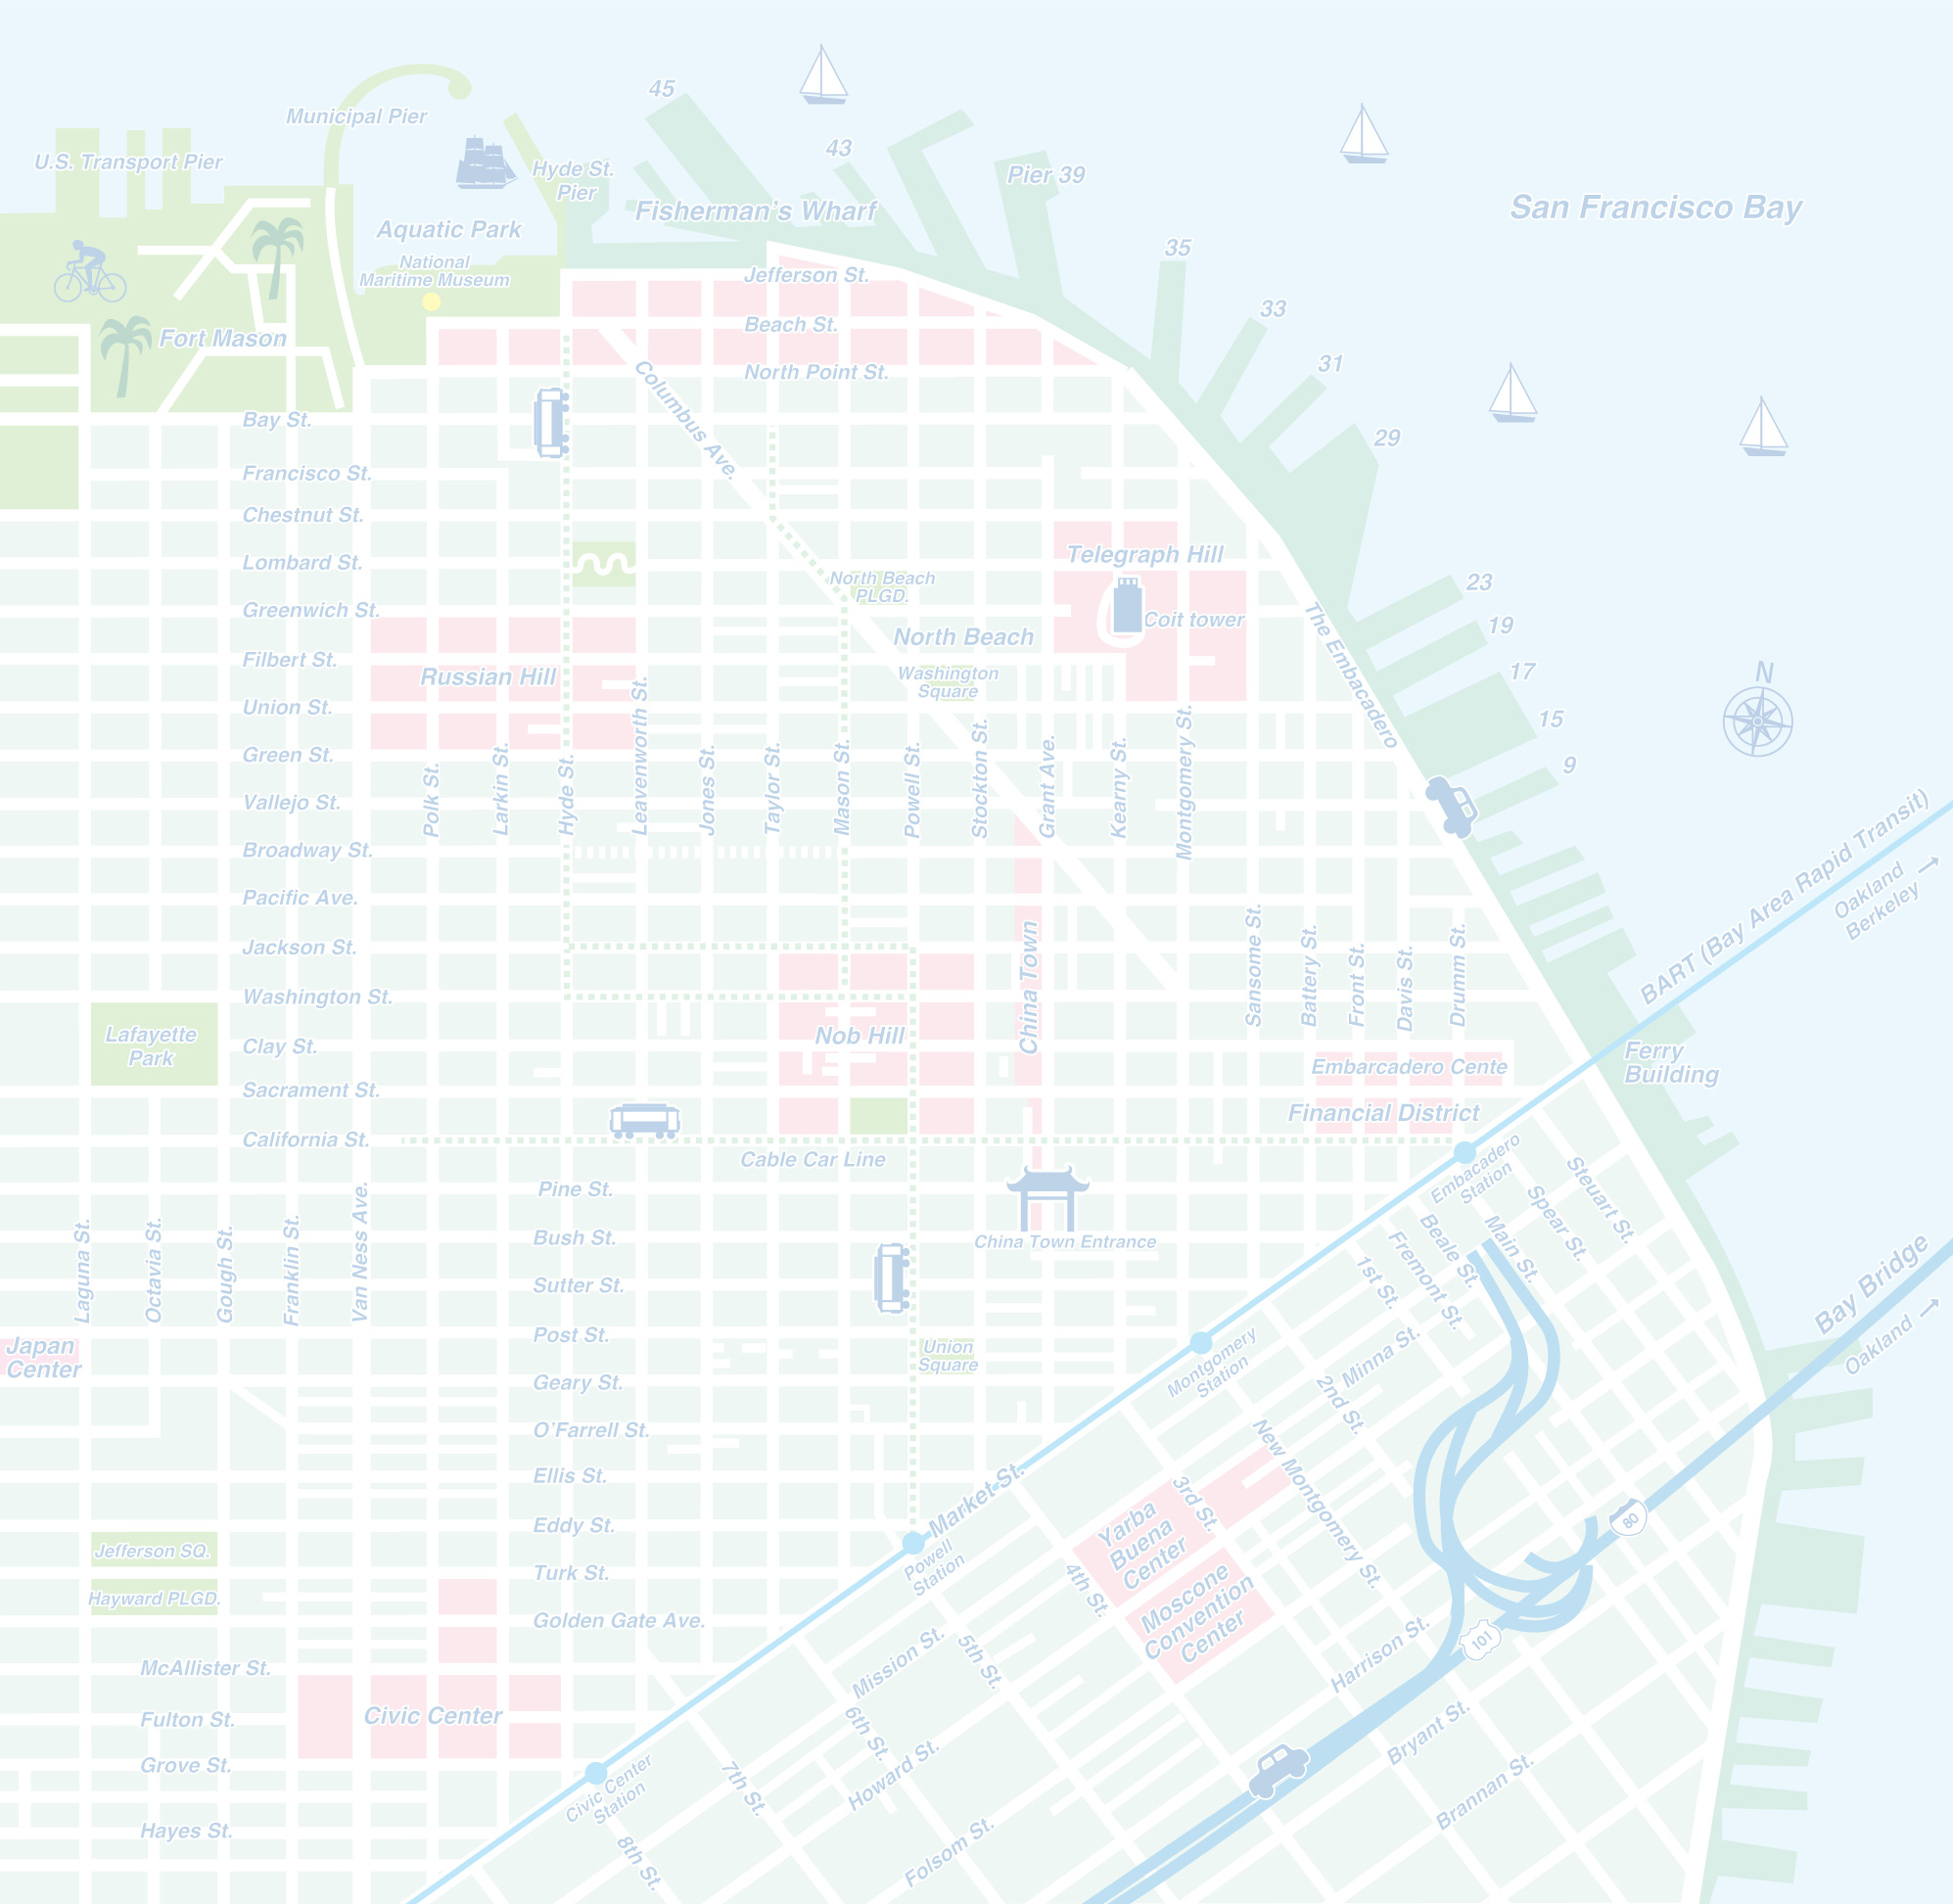 45
Municipal Pier
43
U.S. Transport Pier
Hyde St.
Pier
Pier 39
Fisherman's Wharf
San Francisco Bay
Aquatic Park
35
National
Maritime Museum
Jefferson St.
33
Beach St.
Fort Mason
31
North Point St.
Columbus Ave.
Bay St.
29
Francisco St.
Chestnut St.
Telegraph Hill
Lombard St.
North Beach
PLGD.
23
Greenwich St.
Coit tower
The Embacadero
19
North Beach
Filbert St.
Russian Hill
Washington
Square
17
N
Union St.
15
Green St.
9
Vallejo St.
Polk St.
Larkin St.
Hyde St.
Leavenworth St.
Jones St.
Taylor St.
Mason St.
Powell St.
Stockton St.
Grant Ave.
Kearny St.
Montgomery St.
Broadway St.
BART (Bay Area Rapid Transit)
Oakland
Berkeley
Pacific Ave.
Jackson St.
China Town
Sansome St.
Battery St.
Front St.
Davis St.
Drumm St.
Washington St.
Lafayette
Park
Nob Hill
Clay St.
Ferry
Building
Embarcadero Cente
Sacrament St.
Financial District
California St.
Cable Car Line
Embacadero
Station
Steuart St.
Pine St.
Spear St.
Bush St.
China Town Entrance
Main St.
Beale St.
Fremont St.
1st St.
Laguna St.
Octavia St.
Gough St.
Franklin St.
Van Ness Ave.
Sutter St.
Bay Bridge
Oakland
Post St.
Japan
Center
Union
Square
Montgomery
Station
Minna St.
Geary St.
2nd St.
O'Farrell St.
New Montgomery St.
Ellis St.
Market St.
3rd St.
Eddy St.
Yarba
Buena
Center
80
Jefferson SQ.
Powell
Station
Turk St.
4th St.
Hayward PLGD.
Moscone
Convention
Center
Golden Gate Ave.
101
Harrison St.
Mission St.
5th St.
McAllister St.
Fulton St.
Civic Center
6th St.
Bryant St.
Grove St.
Howard St.
Civic Center
Station
7th St.
Brannan St.
Hayes St.
8th St.
Folsom St.